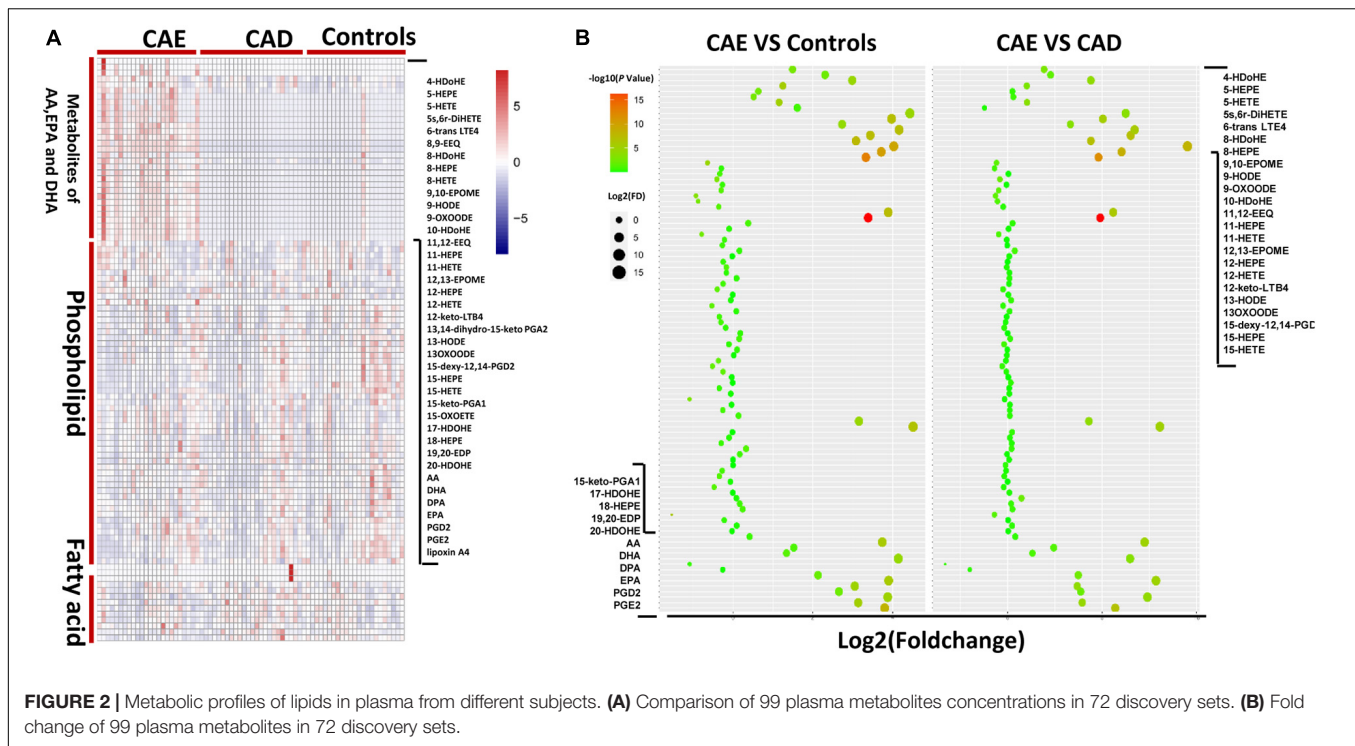 A
CAE CAD Controls
Metabolites of
AA,EPA and DHA
Phospholipid
Fatty acid
5
0
−5
4-HDoHE
5-HEPE
5-HETE
5s,6r-DiHETE
6-trans LTE4
8,9-EEQ
8-HDoHE
8-HEPE
8-HETE
9,10-EPOME
9-HODE
9-OXOODE
10-HDoHE
11,12-EEQ
11-HEPE
11-HETE
12,13-EPOME
12-HEPE
12-HETE
12-keto-LTB4
13,14-dihydro-15-keto PGA2
13-HODE
13OXOODE
15-dexy-12,14-PGD2
15-HEPE
15-HETE
15-keto-PGA1
15-OXOETE
17-HDOHE
18-HEPE
19,20-EDP
20-HDOHE
AA
DHA
DPA
EPA
PGD2
PGE2
lipoxin A4
B
CAE VS Controls
CAE VS CAD
-log10(P Value)
15
10
5
Log2(FD)
0
5
10
15
15-keto-PGA1
17-HDOHE
18-HEPE
19,20-EDP
20-HDOHE
AA
DHA
DPA
EPA
PGD2
PGE2
4-HDoHE
5-HEPE
5-HETE
5s,6r-DiHETE
6-trans LTE4
8-HDoHE
8-HEPE
9,10-EPOME
9-HODE
9-OXOODE
10-HDoHE
11,12-EEQ
11-HEPE
11-HETE
12,13-EPOME
12-HEPE
12-HETE
12-keto-LTB4
13-HODE
13OXOODE
15-dexy-12,14-PGD
15-HEPE
15-HETE
Log2(Foldchange)
FIGURE 2 | Metabolic profiles of lipids in plasma from different subjects. (A) Comparison of 99 plasma metabolites concentrations in 72 discovery sets. (B) Fold
change of 99 plasma metabolites in 72 discovery sets.